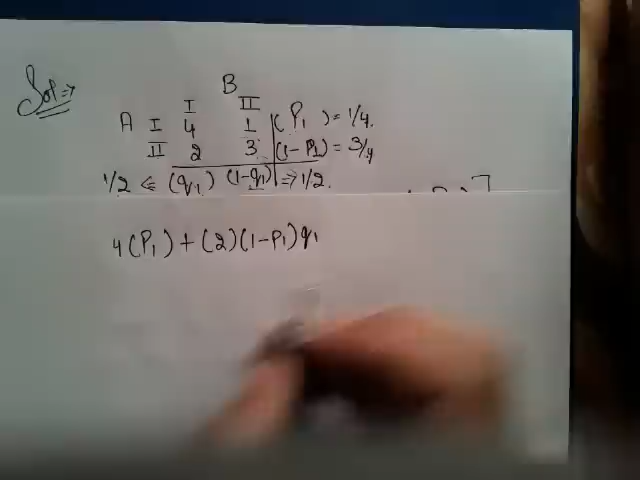 Sol⇒
B
I II
A I 4 1 (P₁) = 1/4.
II 2 3 (1-P₁) = 3/4
1/2 ⇐ (q₁) (1-q₁) ⇒ 1/2.
4(P₁) + (2)(1-P₁)q₁